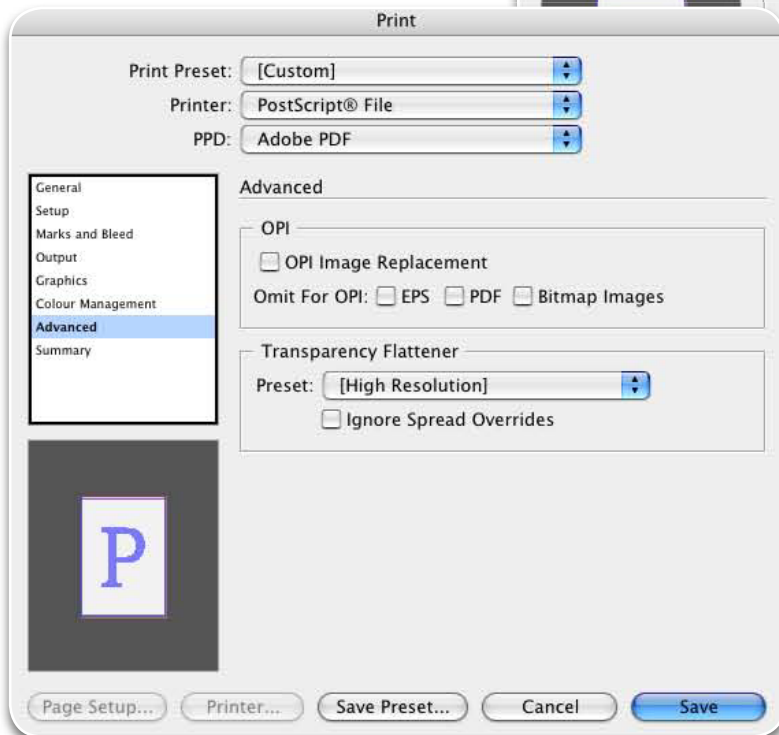 Print
Print Preset: [Custom]
Printer: PostScript® File
PPD: Adobe PDF
General
Setup
Marks and Bleed
Output
Graphics
Colour Management
Advanced
Summary
Advanced
OPI
OPI Image Replacement
Omit For OPI: EPS PDF Bitmap Images
Transparency Flattener
Preset: [High Resolution]
Ignore Spread Overrides
P
Page Setup... Printer... Save Preset... Cancel Save